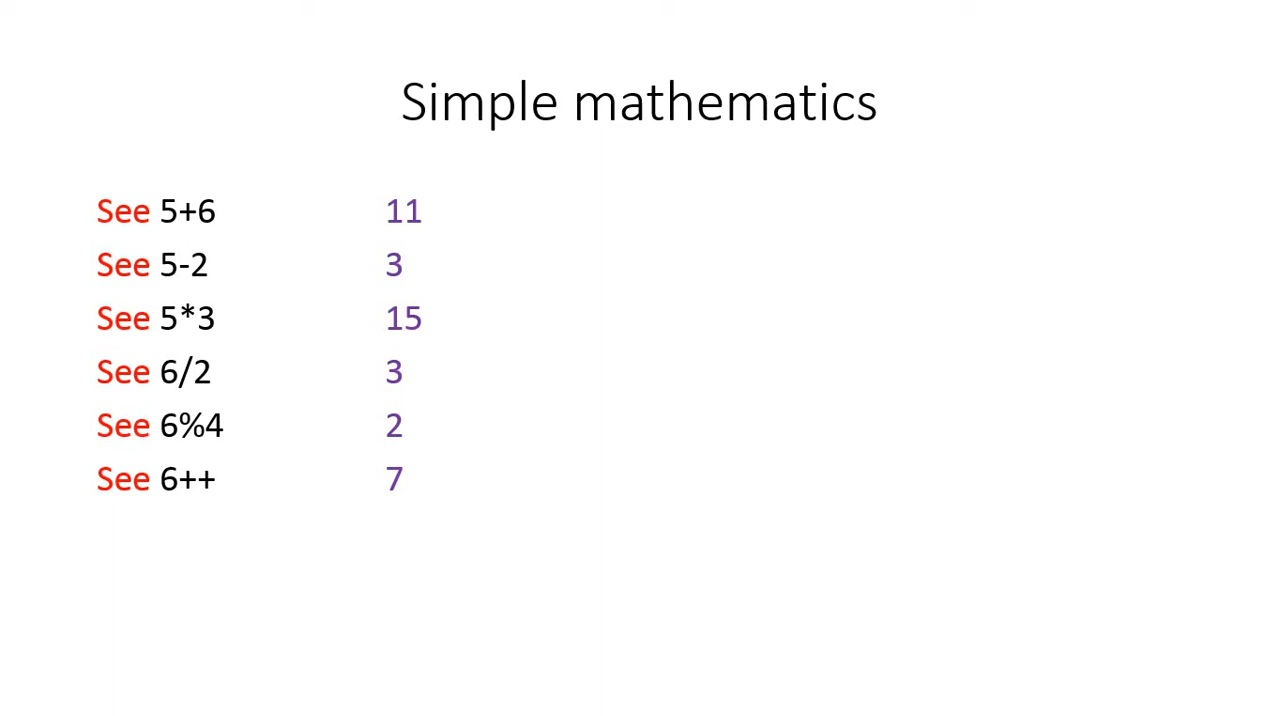 Simple mathematics
See 5+6 11
See 5-2 3
See 5*3 15
See 6/2 3
See 6%4 2
See 6++ 7